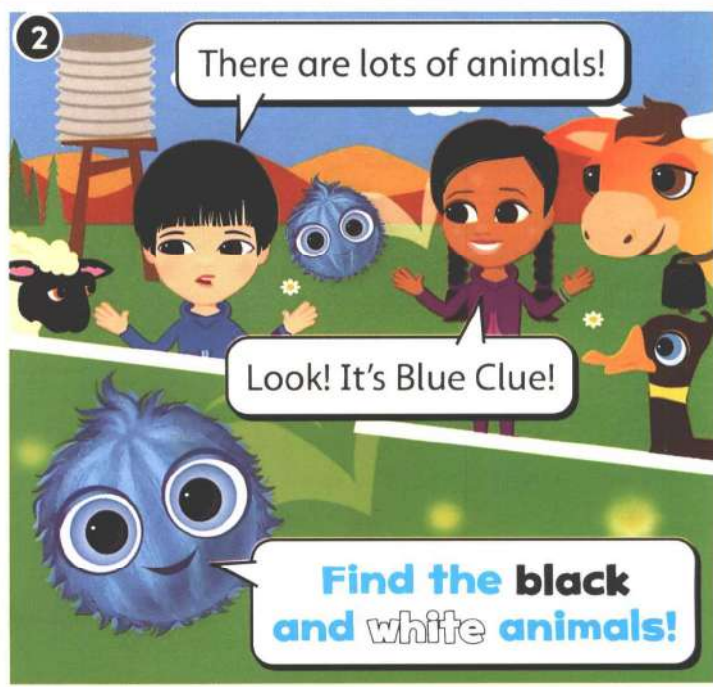 2
There are lots of animals!
Look! It's Blue Clue!
Find the black
and white animals!